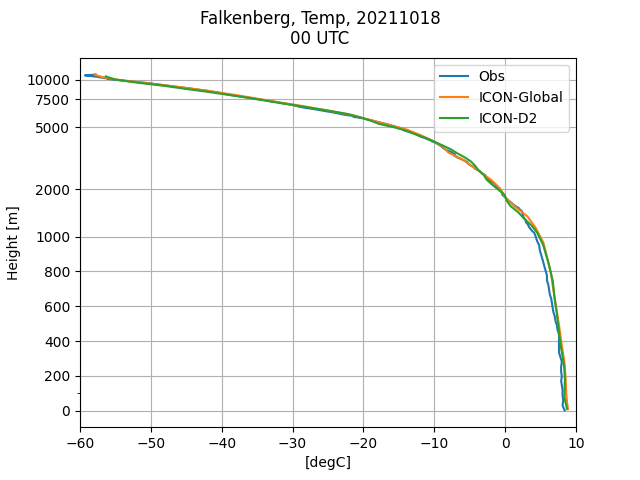 Falkenberg, Temp, 20211018
00 UTC
Obs
ICON-Global
ICON-D2
Height [m]
10000
7500
5000
2000
1000
800
600
400
200
0
−60
−50
−40
−30
−20
−10
0
10
[degC]